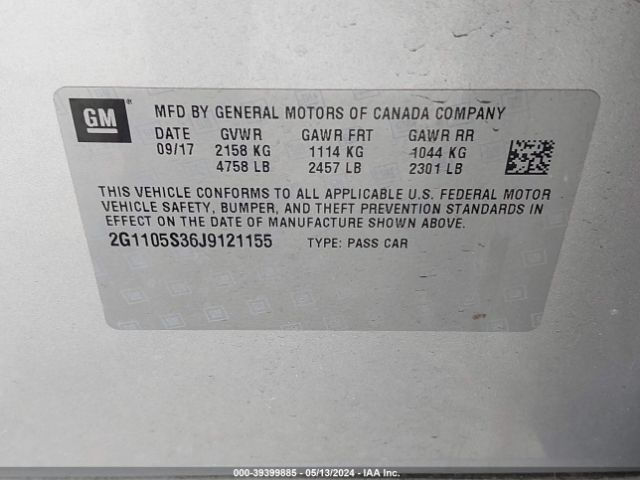 GM ®
MFD BY GENERAL MOTORS OF CANADA COMPANY
DATE GVWR GAWR FRT GAWR RR
09/17 2158 KG 1114 KG 1044 KG
4758 LB 2457 LB 2301 LB
THIS VEHICLE CONFORMS TO ALL APPLICABLE U.S. FEDERAL MOTOR
VEHICLE SAFETY, BUMPER, AND THEFT PREVENTION STANDARDS IN
EFFECT ON THE DATE OF MANUFACTURE SHOWN ABOVE.
2G1105S36J9121155 TYPE: PASS CAR
000-39399885 - 05/13/2024 - IAA Inc.